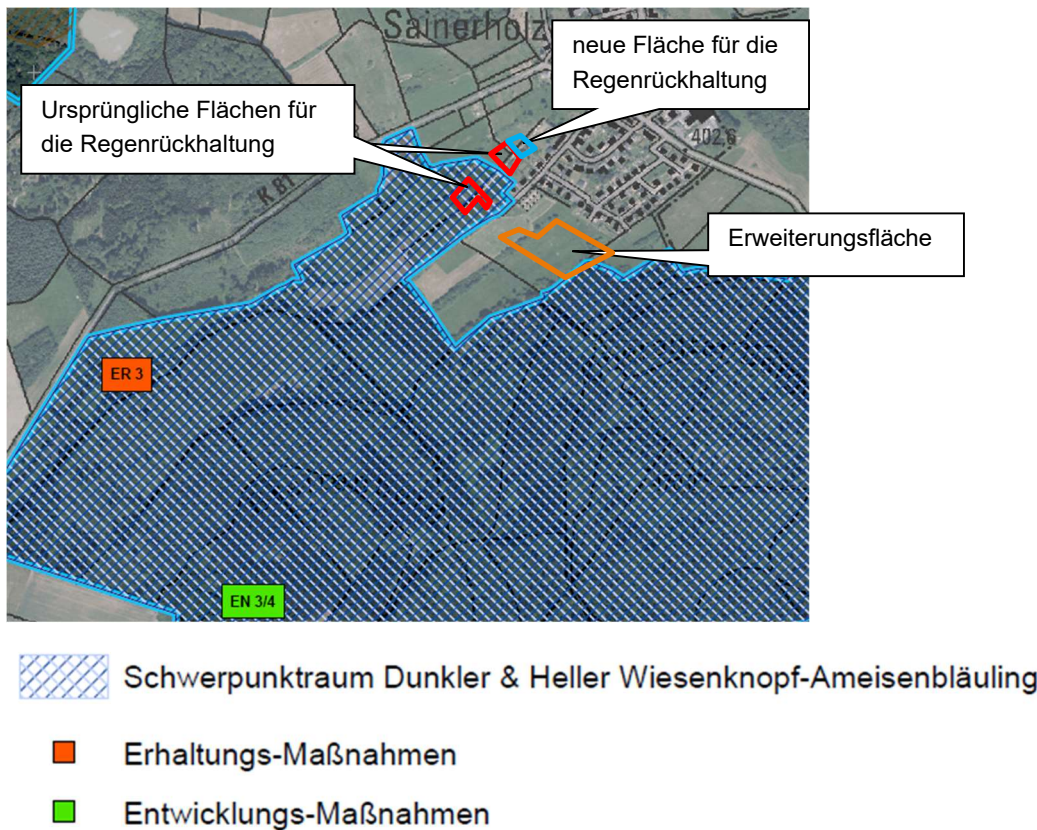 Sainerholz
neue Fläche für die
Regenrückhaltung
Ursprüngliche Flächen für
die Regenrückhaltung
402,6
K 81
Erweiterungsfläche
ER 3
EN 3/4
Schwerpunktraum Dunkler & Heller Wiesenknopf-Ameisenbläuling
Erhaltungs-Maßnahmen
Entwicklungs-Maßnahmen